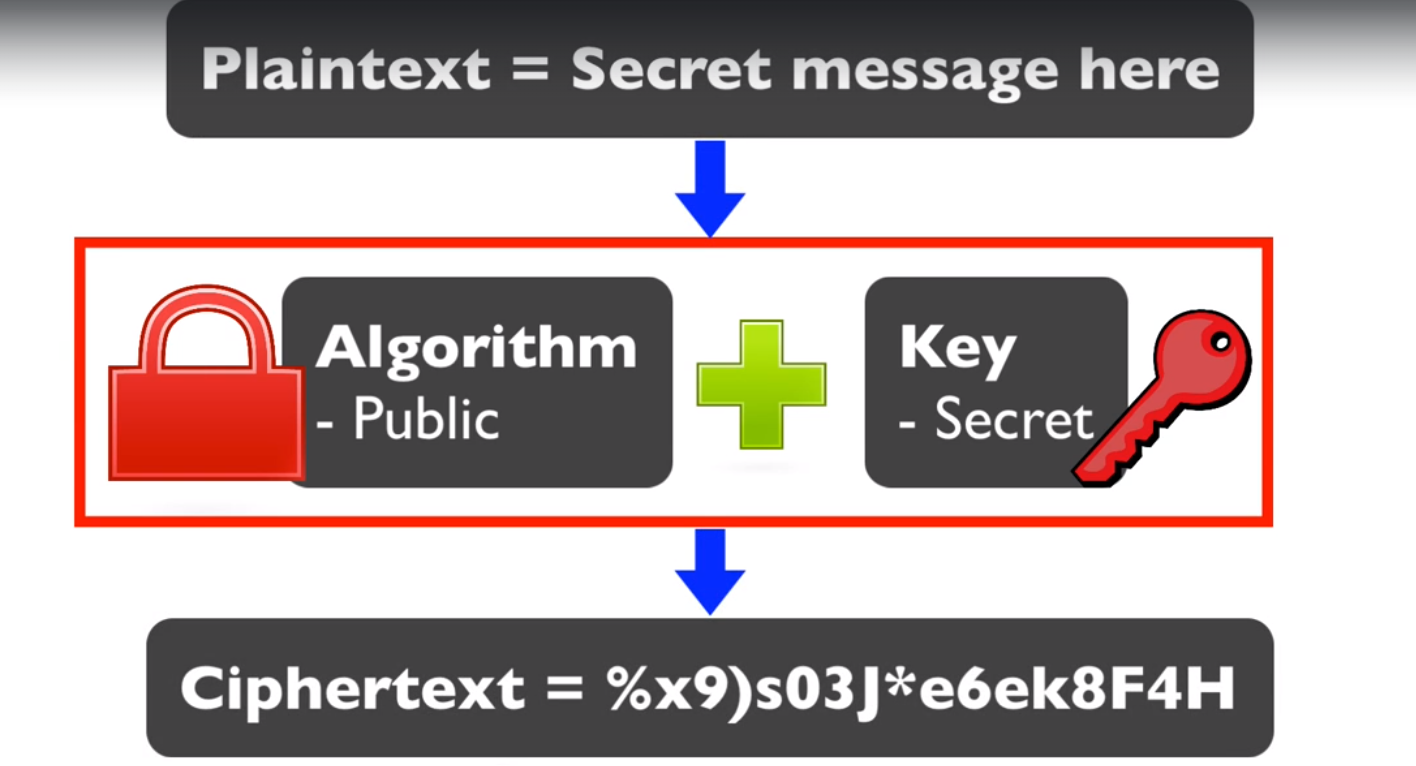 Plaintext = Secret message here
Algorithm
- Public
Key
- Secret
Ciphertext = %x9)s03J*e6ek8F4H